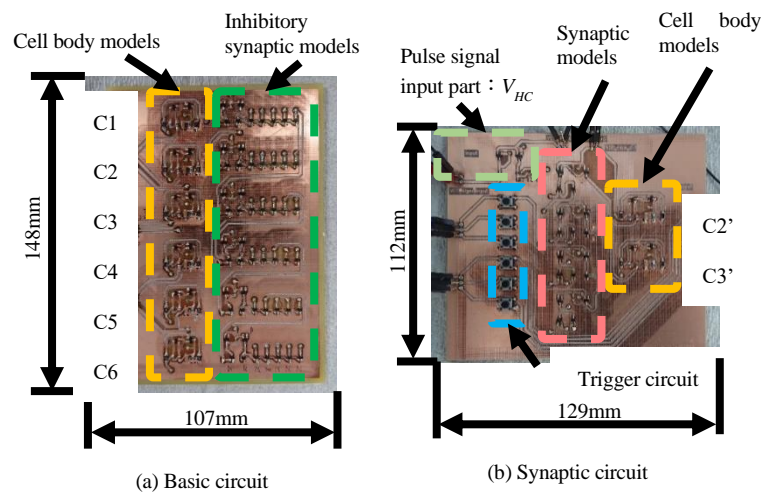 Cell body models
Inhibitory
synaptic models
C1
C2
C3
C4
C5
C6
148mm
107mm
(a) Basic circuit
Pulse signal
input part：V_HC
Synaptic
models
Cell body
models
C2’
C3’
112mm
Trigger circuit
129mm
(b) Synaptic circuit